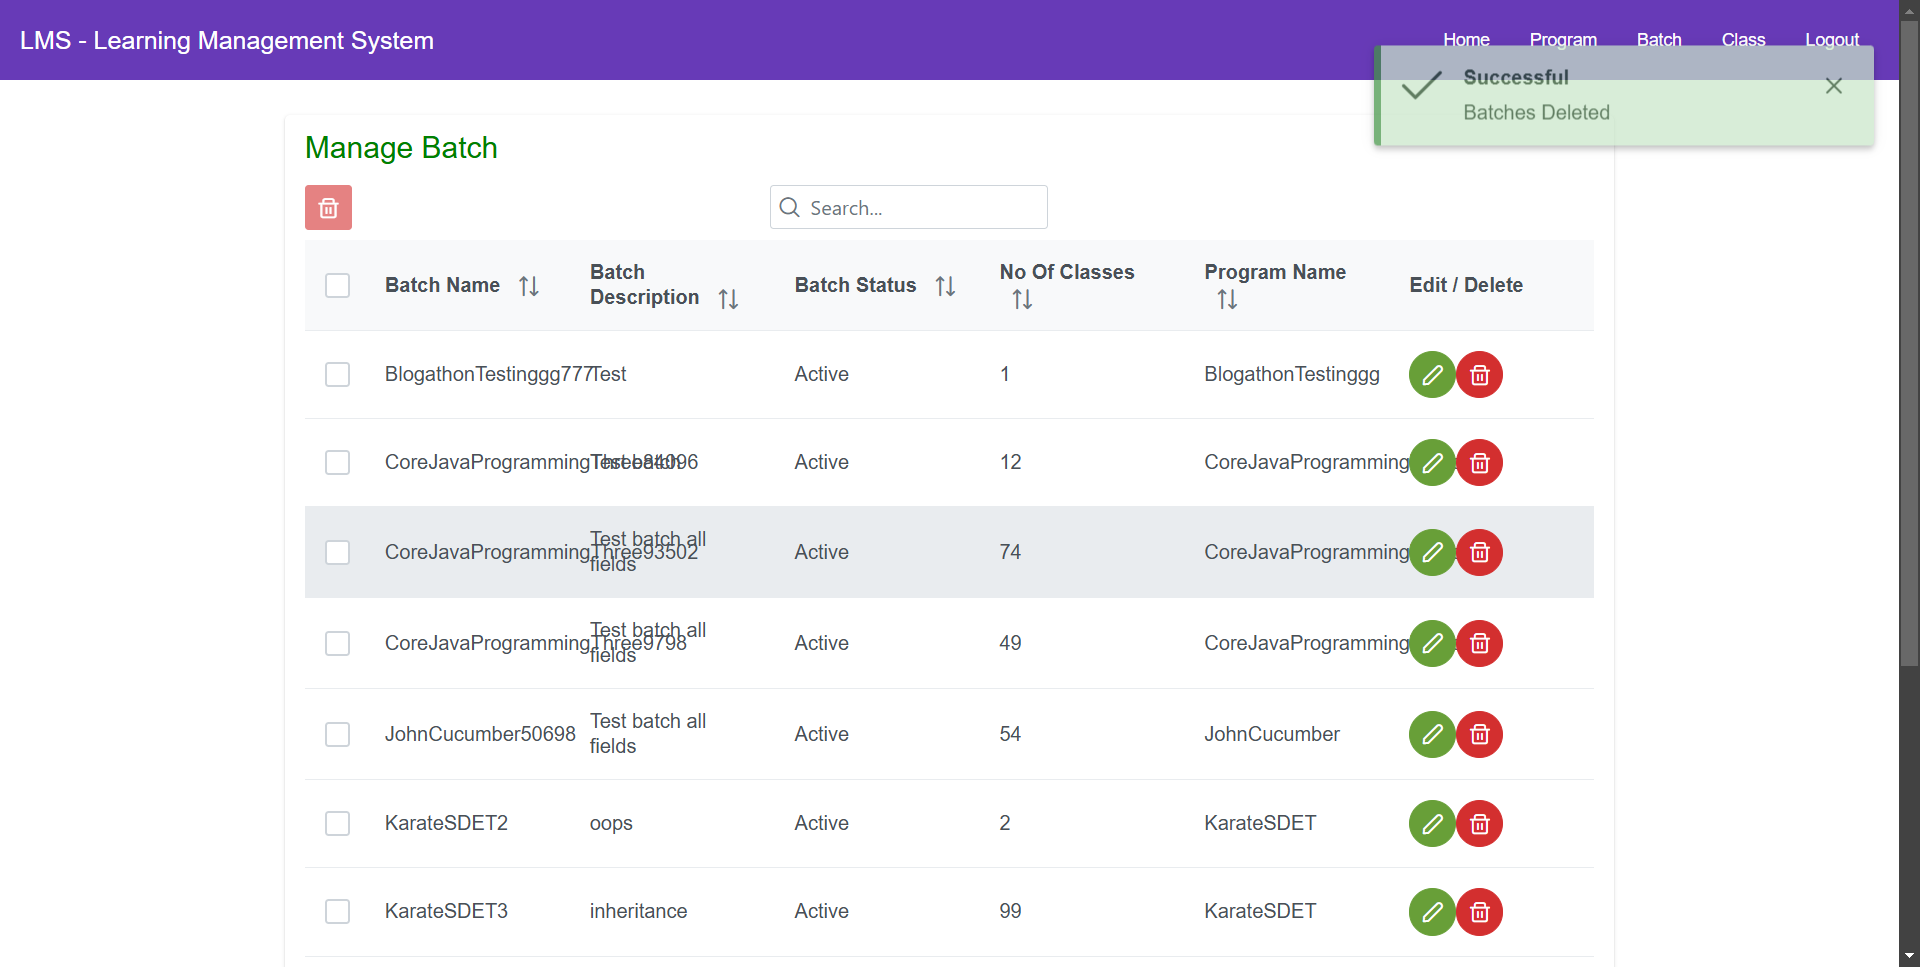 LMS - Learning Management System
Home Program Batch Class Logout
Successful
Batches Deleted
Manage Batch
Search...
Batch Name Batch Description Batch Status No Of Classes Program Name Edit / Delete
BlogathonTestinggg777 Test Active 1 BlogathonTestinggg
CoreJavaProgrammingThree84096 Test batch Active 12 CoreJavaProgramming
CoreJavaProgrammingThree93502 Test batch all fields Active 74 CoreJavaProgramming
CoreJavaProgrammingThree9798 Test batch all fields Active 49 CoreJavaProgramming
JohnCucumber50698 Test batch all fields Active 54 JohnCucumber
KarateSDET2 oops Active 2 KarateSDET
KarateSDET3 inheritance Active 99 KarateSDET